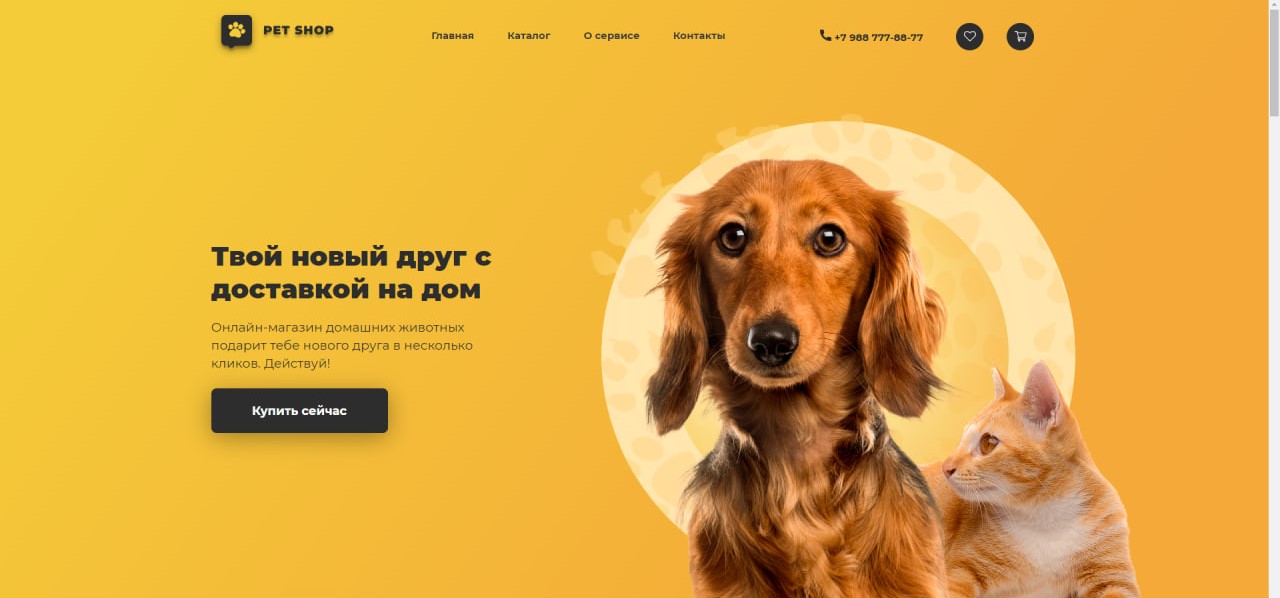 PET SHOP
Главная
Каталог
О сервисе
Контакты
+7 988 777-88-77
Твой новый друг с
доставкой на дом
Онлайн-магазин домашних животных
подарит тебе нового друга в несколько
кликов. Действуй!
Купить сейчас